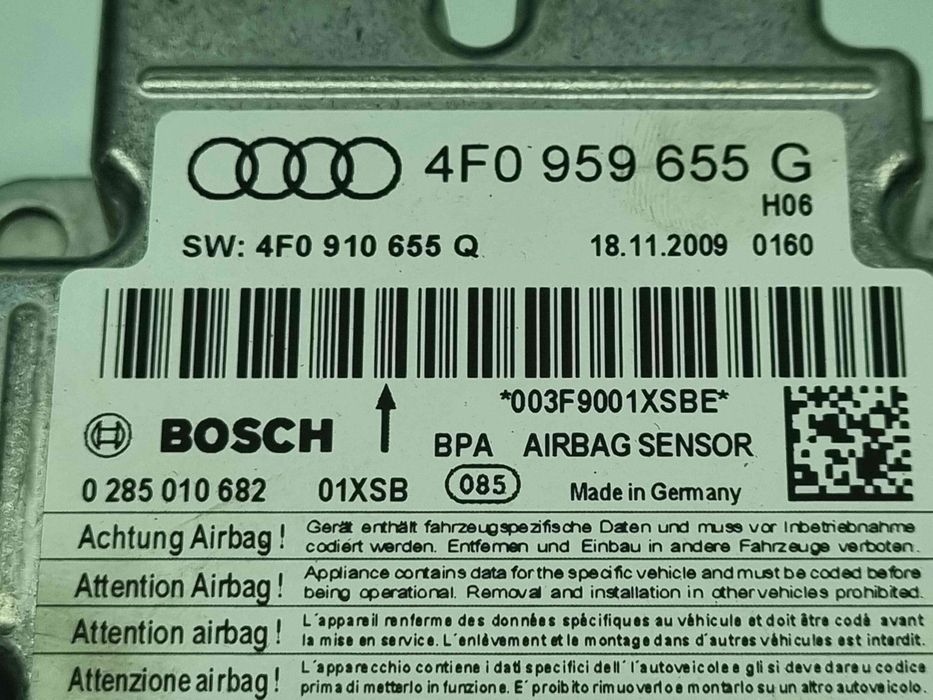 4F0 959 655 G
H06
SW: 4F0 910 655 Q 18.11.2009 0160
*003F9001XSBE*
BOSCH BPA AIRBAG SENSOR
0 285 010 682 01XSB 085 Made in Germany
Achtung Airbag! Gerät enthält fahrzeugspezifische Daten und muss vor Inbetriebnahme
codiert werden. Entfernen und Einbau in andere Fahrzeuge verboten.
Attention Airbag! Appliance contains data for the specific vehicle and must be coded before
being operational. Removal and installation in other vehicles prohibited.
Attention airbag! L'appareil renferme des données spécifiques au véhicule et doit être codé avant
la mise en service. L'enlèvement et le montage dans d'autres véhicules est interdit.
Attenzione airbag! L'apparecchio contiene i dati specifici dell'l'autoveicolo e gli si deve dare u codice
prima di metterlo in funzione. E' proibito rimuoverlo e montarlo su un altro autoveicolo.